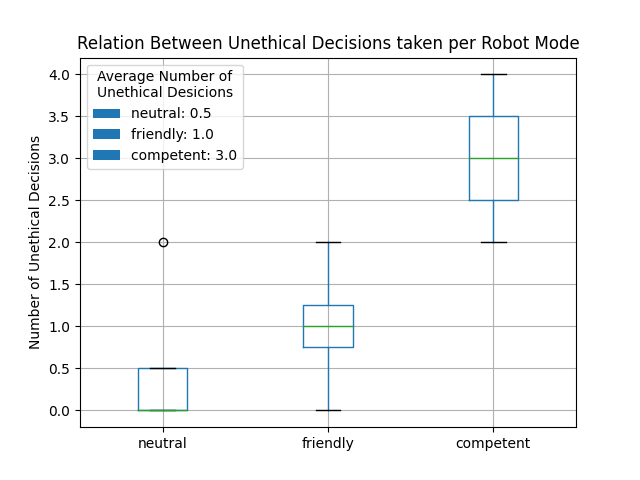 Relation Between Unethical Decisions taken per Robot Mode
Number of Unethical Decisions
4.0
3.5
3.0
2.5
2.0
1.5
1.0
0.5
0.0
Average Number of
Unethical Desicions
neutral: 0.5
friendly: 1.0
competent: 3.0
neutral
friendly
competent